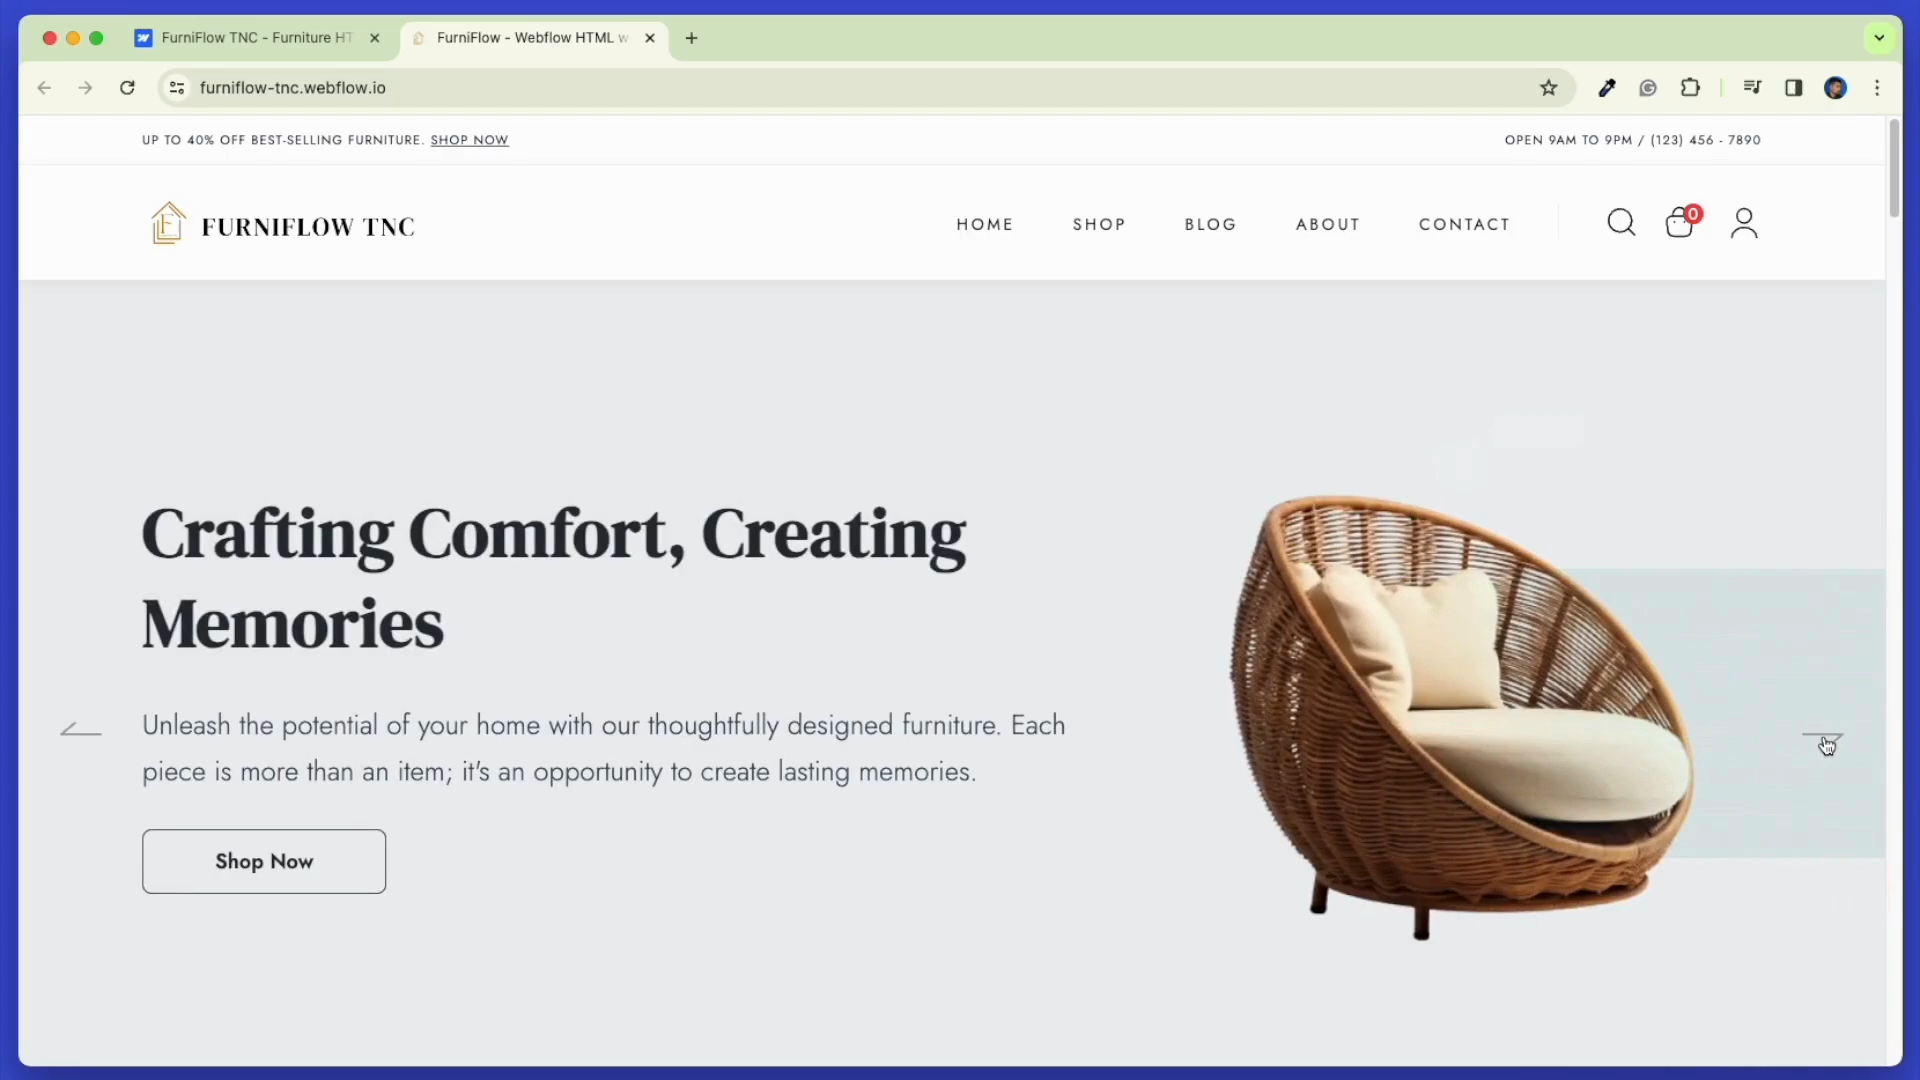 FurniFlow TNC - Furniture HT
FurniFlow - Webflow HTML w
furniflow-tnc.webflow.io
UP TO 40% OFF BEST-SELLING FURNITURE. SHOP NOW
OPEN 9AM TO 9PM / (123) 456 - 7890
F FURNIFLOW TNC
HOME SHOP BLOG ABOUT CONTACT
0
Crafting Comfort, Creating
Memories
Unleash the potential of your home with our thoughtfully designed furniture. Each
piece is more than an item; it's an opportunity to create lasting memories.
Shop Now